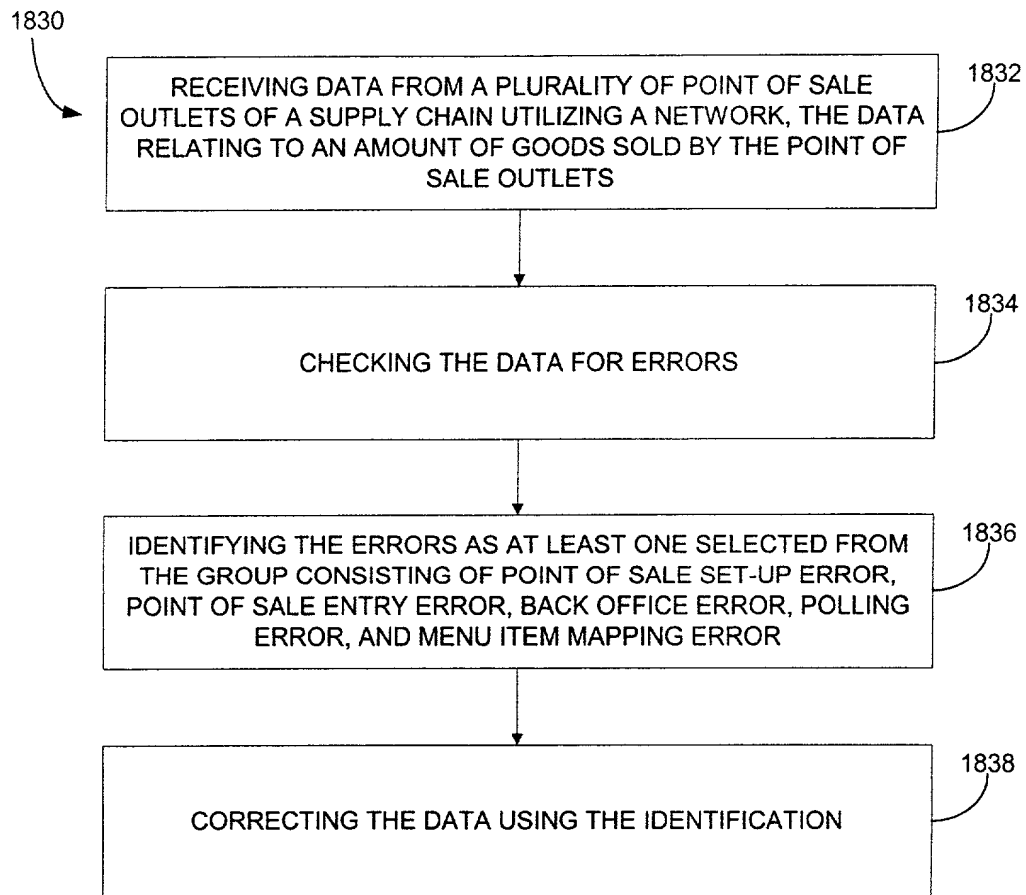 1830
1832
RECEIVING DATA FROM A PLURALITY OF POINT OF SALE
OUTLETS OF A SUPPLY CHAIN UTILIZING A NETWORK, THE DATA
RELATING TO AN AMOUNT OF GOODS SOLD BY THE POINT OF
SALE OUTLETS
1834
CHECKING THE DATA FOR ERRORS
1836
IDENTIFYING THE ERRORS AS AT LEAST ONE SELECTED FROM
THE GROUP CONSISTING OF POINT OF SALE SET-UP ERROR,
POINT OF SALE ENTRY ERROR, BACK OFFICE ERROR, POLLING
ERROR, AND MENU ITEM MAPPING ERROR
1838
CORRECTING THE DATA USING THE IDENTIFICATION